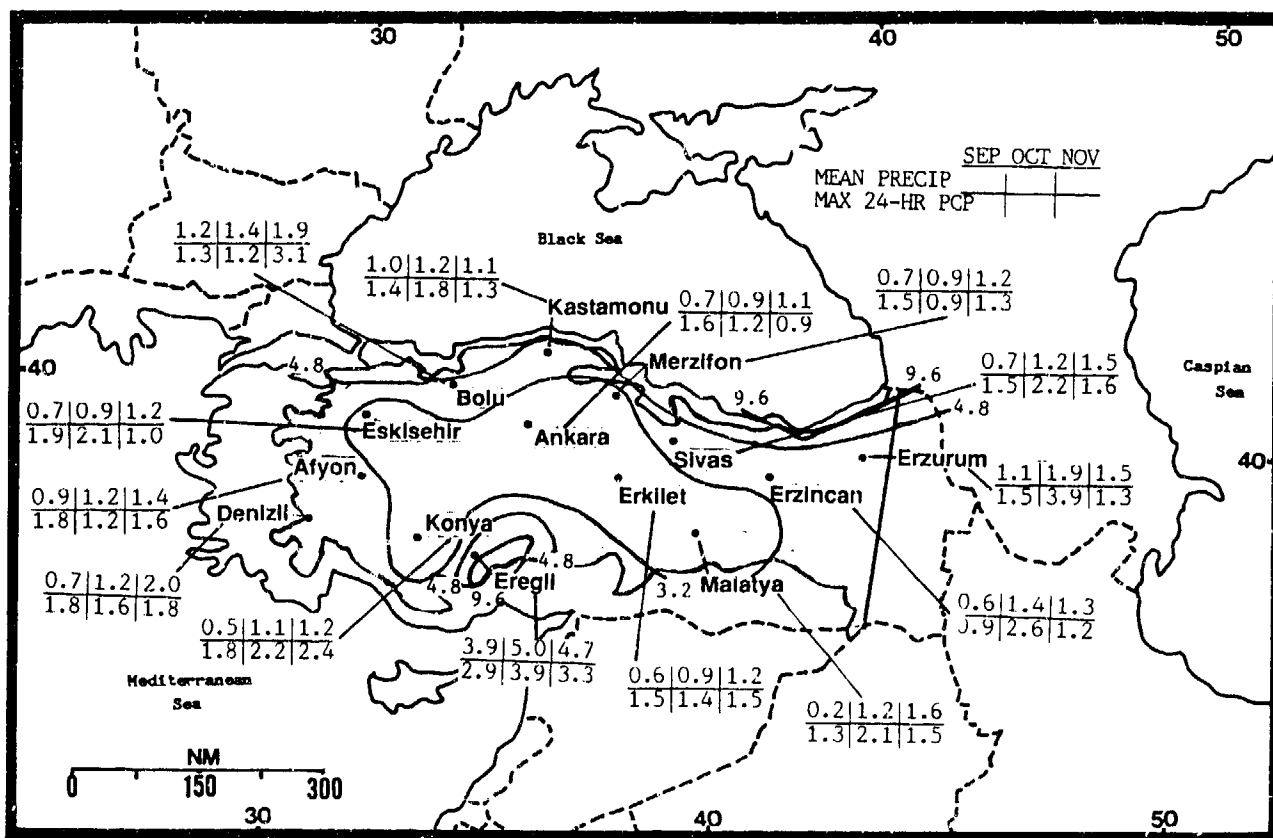 30 40 50
SEP OCT NOV
MEAN PRECIP
MAX 24-HR PCP
Black Sea
1.2|1.4|1.9
1.3|1.2|3.1
1.0|1.2|1.1
1.4|1.8|1.3
Kastamonu
0.7|0.9|1.1
1.6|1.2|0.9
0.7|0.9|1.2
1.5|0.9|1.3
Merzifon
40
4.8
Caspian
Sea
0.7|1.2|1.5
1.5|2.2|1.6
9.6
9.6
4.8
Bolu
0.7|0.9|1.2
1.9|2.1|1.0
Eskisehir
Ankara
Sivas
Erzurum
40
Afyon
1.1|1.9|1.5
1.5|3.9|1.3
0.9|1.2|1.4
1.8|1.2|1.6
Erkilet
Erzincan
Denizli
Konya
4.8
4.8
Eregli
9.6
3.2
Malatya
0.7|1.2|2.0
1.8|1.6|1.8
0.5|1.1|1.2
1.8|2.2|2.4
0.6|1.4|1.3
.9|2.6|1.2
3.9|5.0|4.7
2.9|3.9|3.3
0.6|0.9|1.2
1.5|1.4|1.5
Mediterranean
Sea
0.2|1.2|1.6
1.3|2.1|1.5
NM
0 150 300
30 40 50